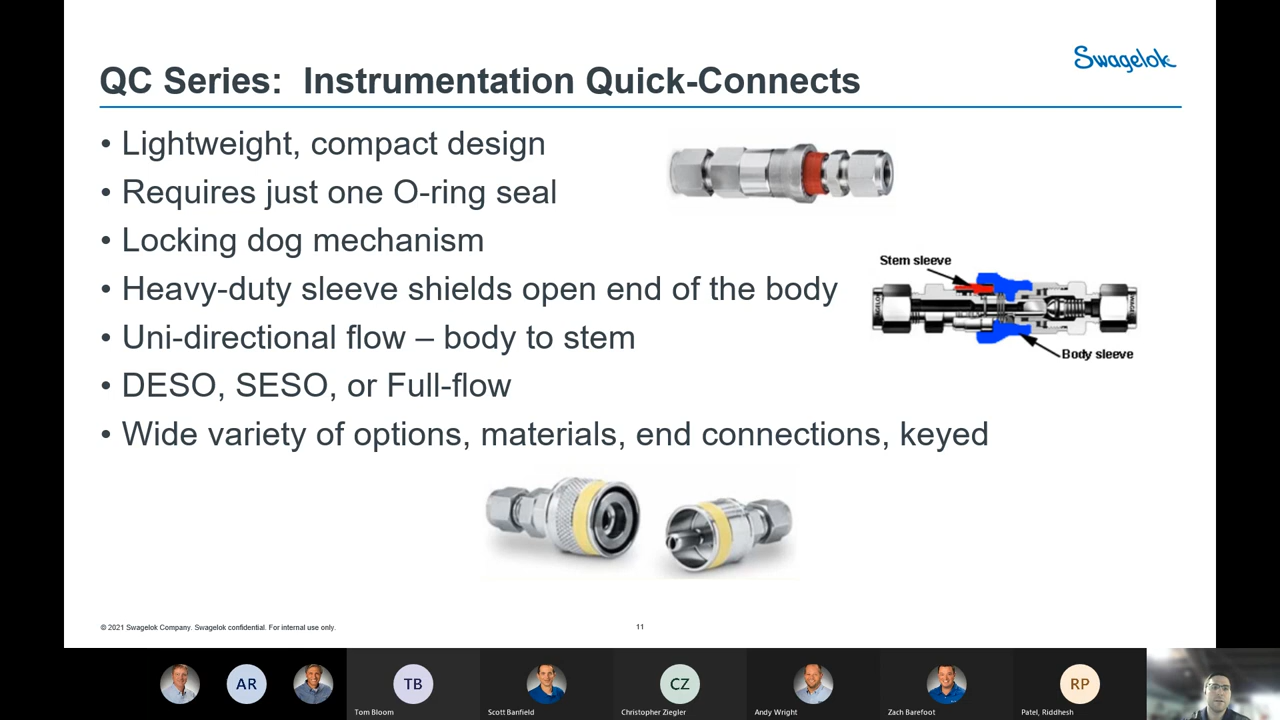 Swagelok
QC Series:  Instrumentation Quick-Connects
• Lightweight, compact design
• Requires just one O-ring seal
• Locking dog mechanism
• Heavy-duty sleeve shields open end of the body
• Uni-directional flow – body to stem
• DESO, SESO, or Full-flow
• Wide variety of options, materials, end connections, keyed
Stem sleeve
Body sleeve
© 2021 Swagelok Company. Swagelok confidential. For internal use only.
11
AR
TB
CZ
RP
Tom Bloom
Scott Banfield
Christopher Ziegler
Andy Wright
Zach Barefoot
Patel, Riddhesh